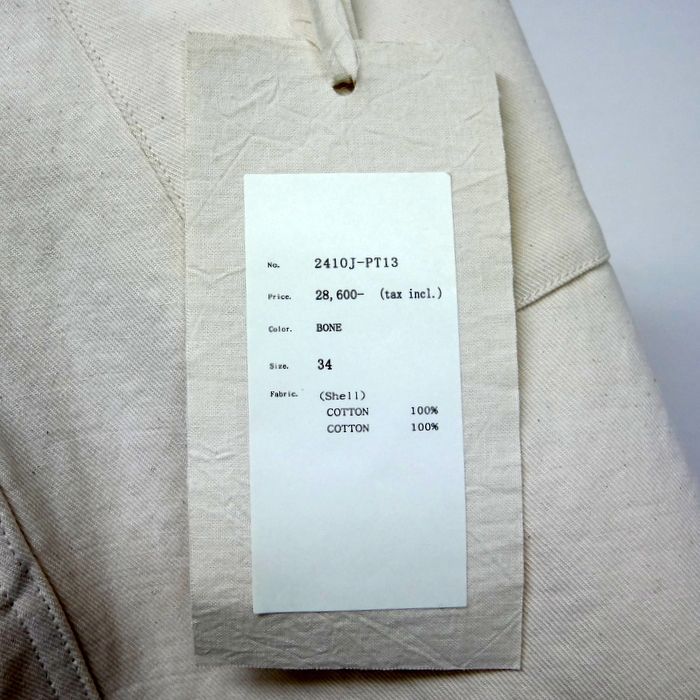 No. 2410J-PT13
Price. 28,600- (tax incl.)
Color. BONE
Size. 34
Fabric. (Shell)
COTTON 100%
COTTON 100%